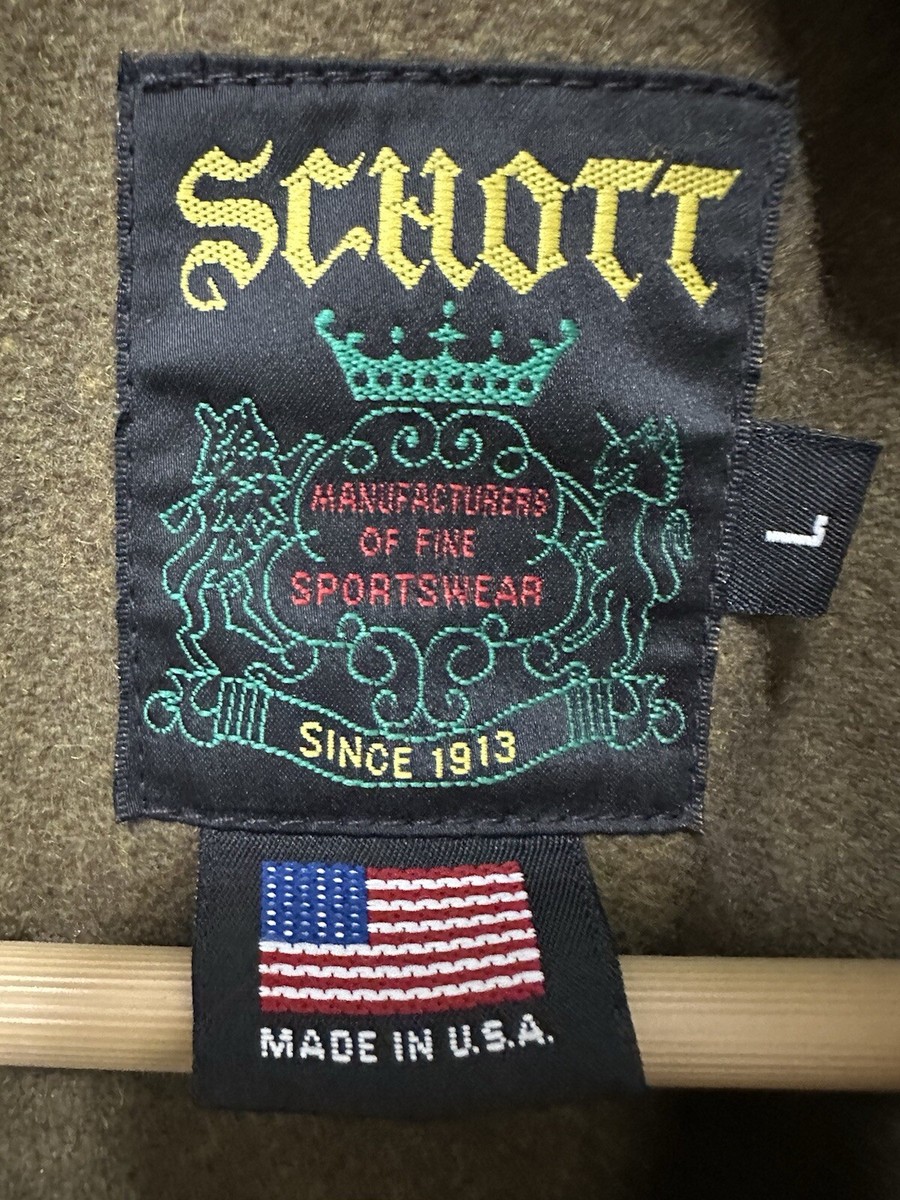 SCHOTT
MANUFACTURERS
OF FINE
SPORTSWEAR
L
SINCE 1913
MADE IN U.S.A.